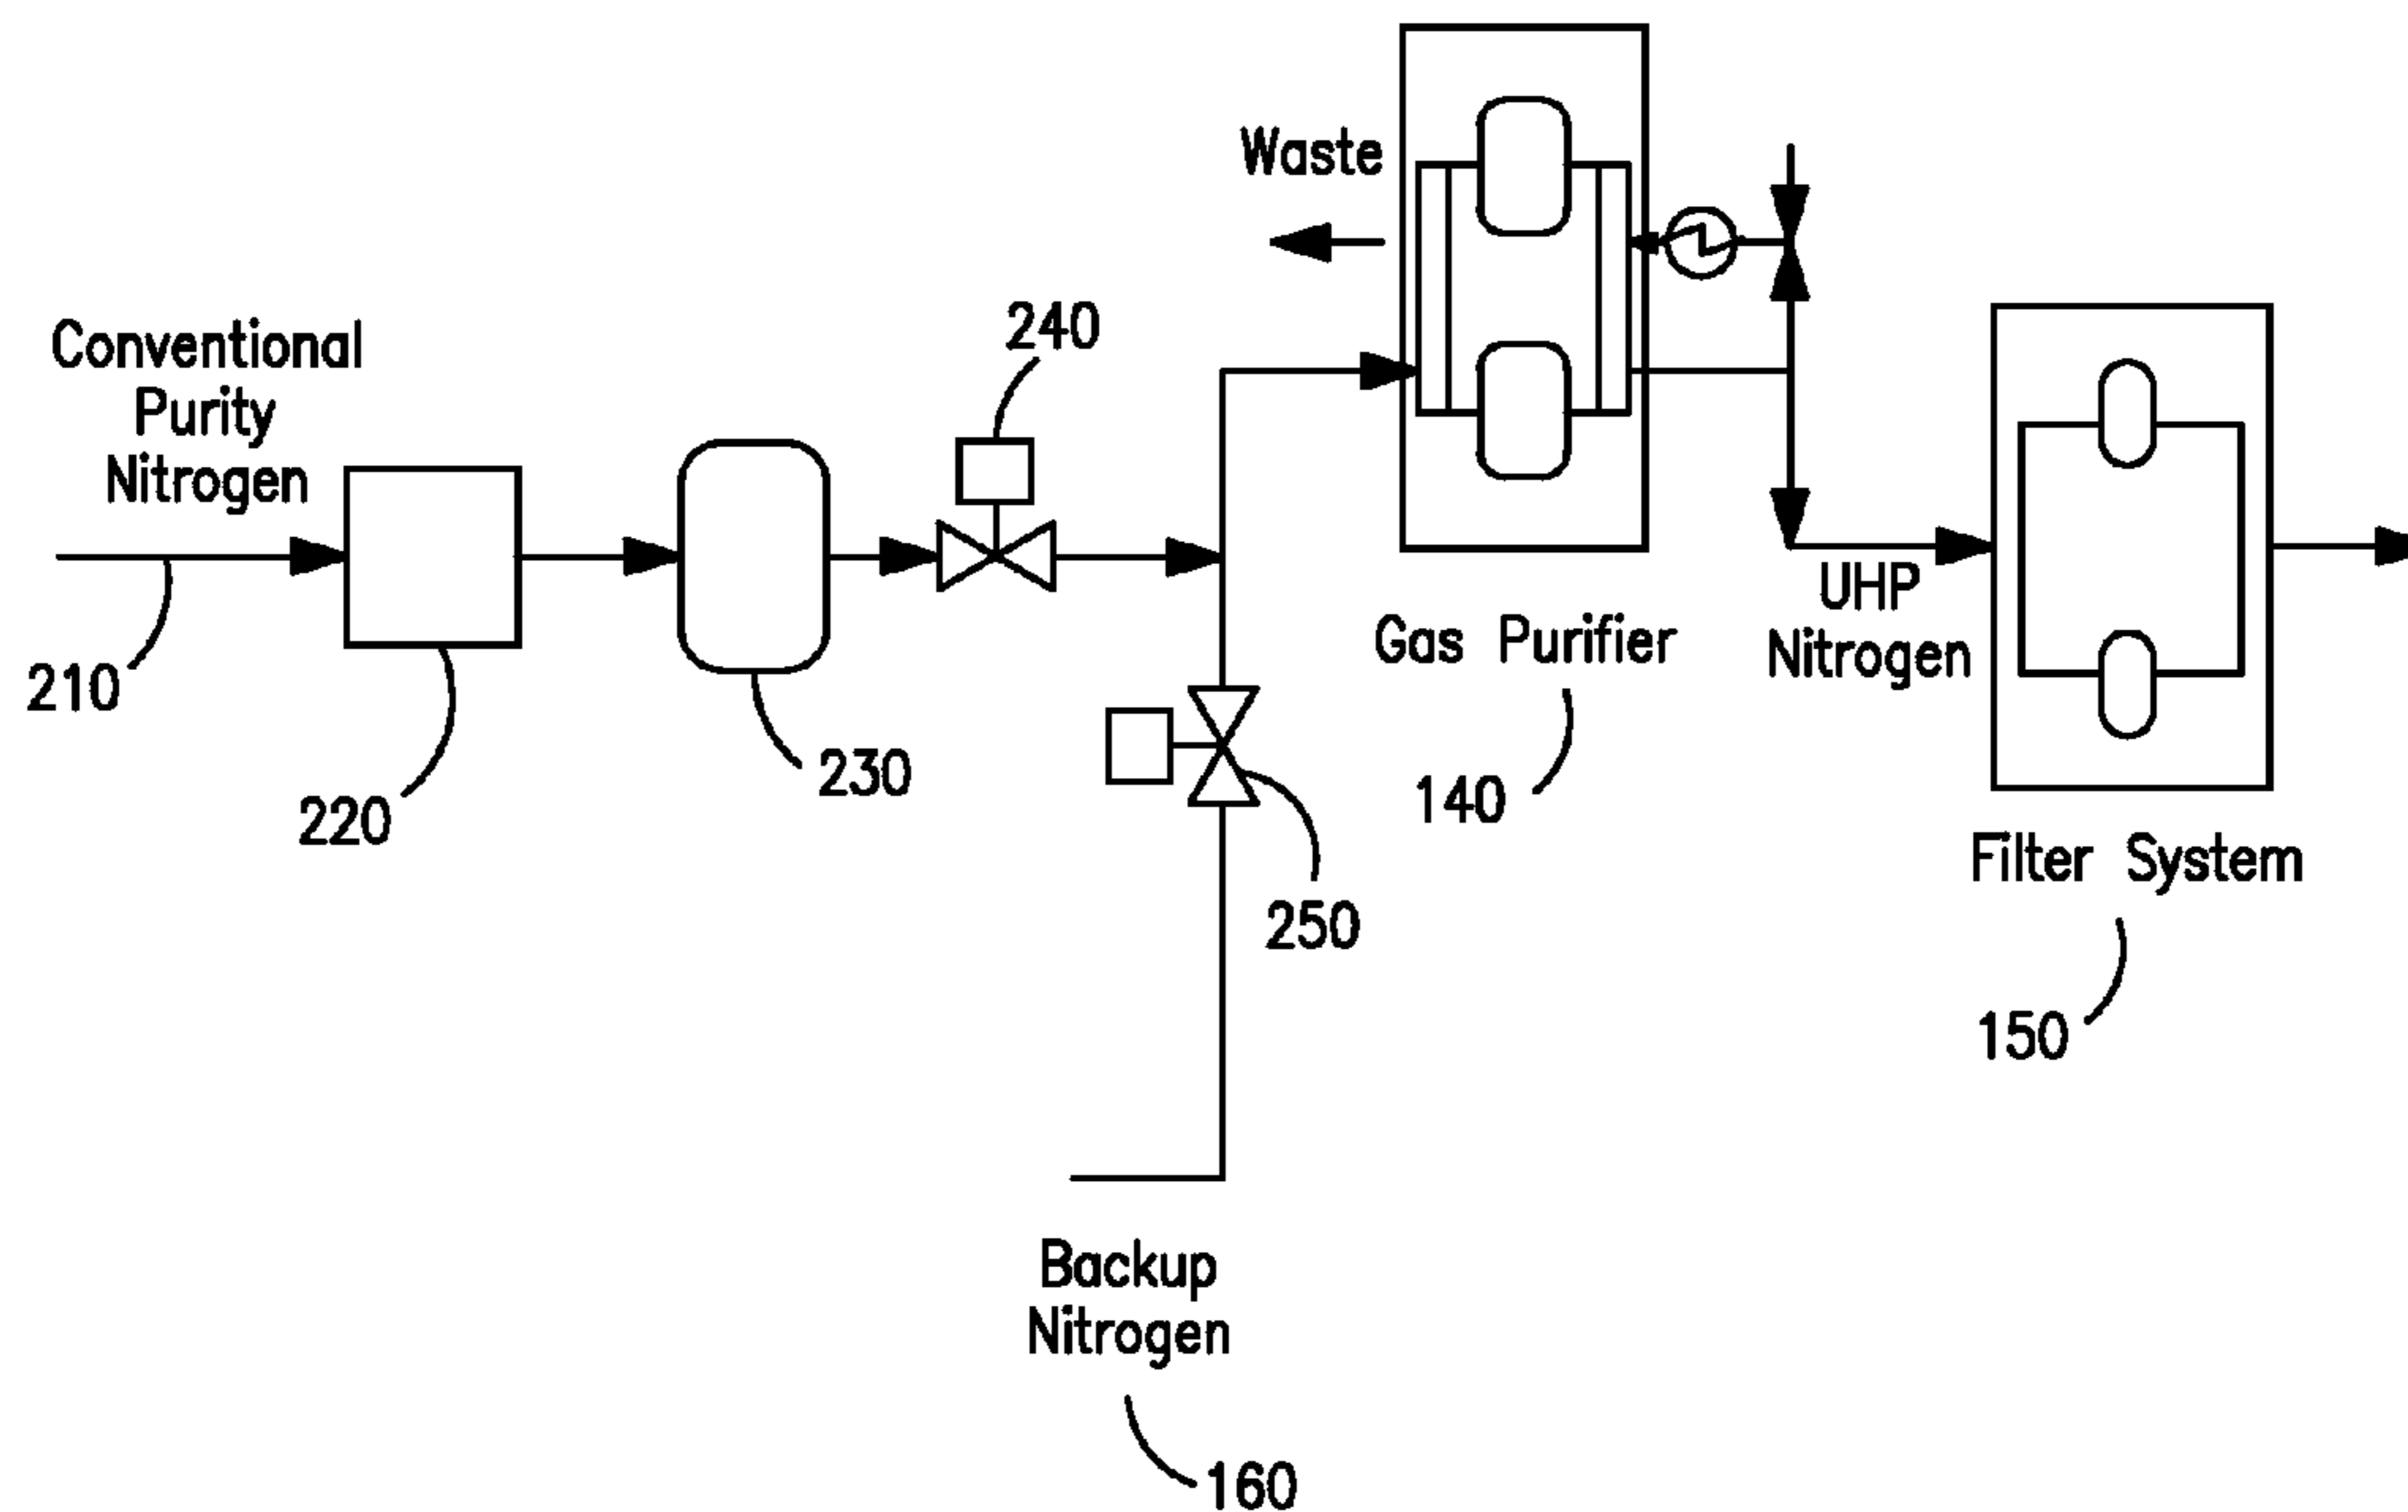 Waste
240
Conventional
Purity
Nitrogen
210
220
230
250
Gas Purifier
140
UHP
Nitrogen
Filter System
150
Backup
Nitrogen
160